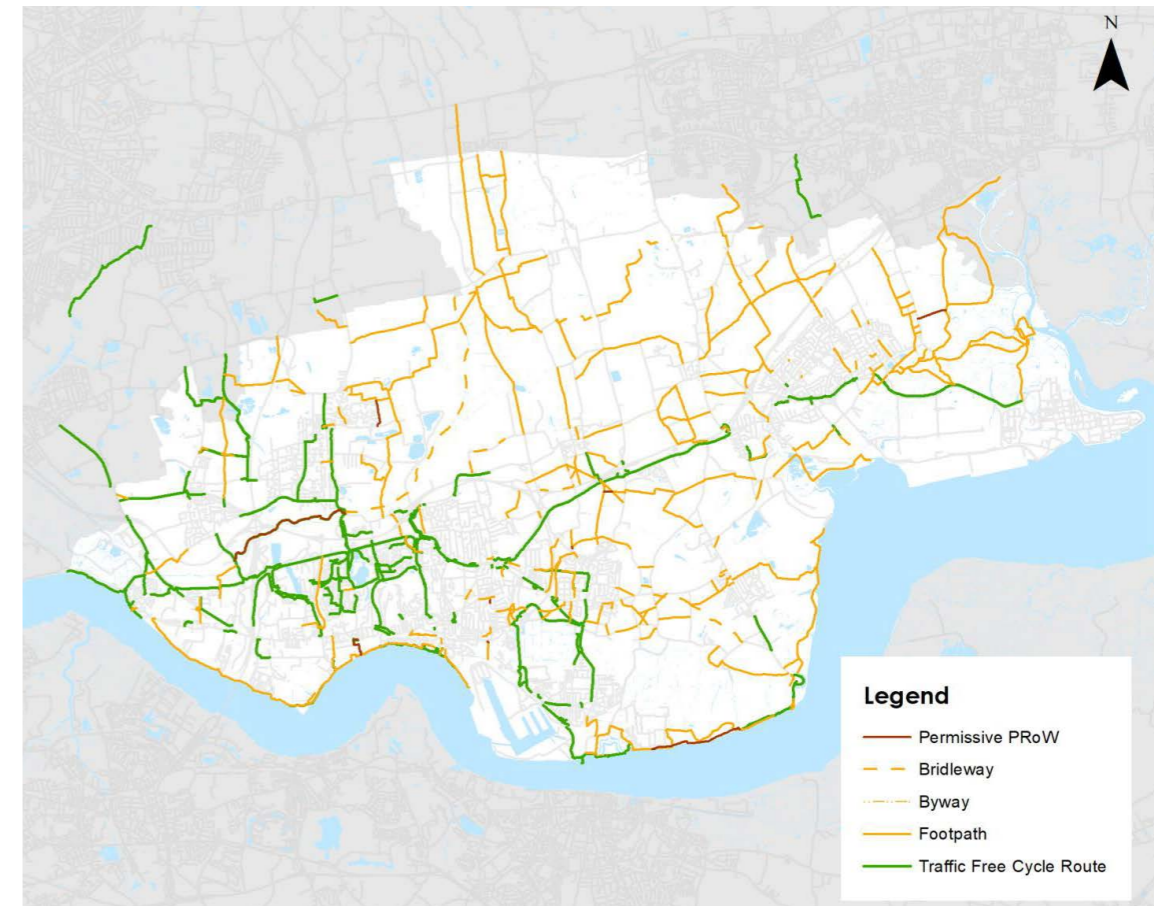 N
Legend
Permissive PRoW
Bridleway
Byway
Footpath
Traffic Free Cycle Route